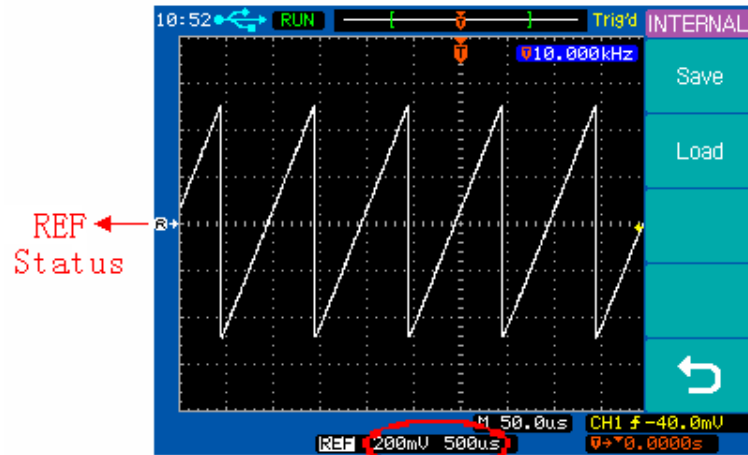 10:52 RUN Trig'd INTERNAL
T
T 10.000kHz
Save
Load
REF
Status
R
M 50.0us CH1 -40.0mV
REF 200mV 500us T 0.0000s